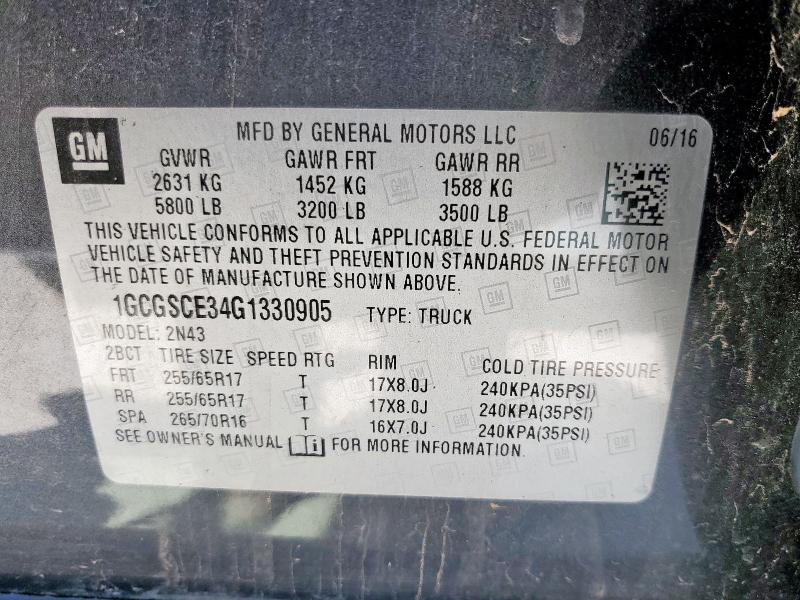 GM
MFD BY GENERAL MOTORS LLC 06/16
GVWR GAWR FRT GAWR RR
2631 KG 1452 KG 1588 KG
5800 LB 3200 LB 3500 LB
THIS VEHICLE CONFORMS TO ALL APPLICABLE U.S. FEDERAL MOTOR
VEHICLE SAFETY AND THEFT PREVENTION STANDARDS IN EFFECT ON
THE DATE OF MANUFACTURE SHOWN ABOVE.
1GCGSCE34G1330905 TYPE: TRUCK
MODEL: 2N43
2BCT TIRE SIZE SPEED RTG RIM COLD TIRE PRESSURE
FRT 255/65R17 T 17X8.0J 240KPA(35PSI)
RR 255/65R17 T 17X8.0J 240KPA(35PSI)
SPA 265/70R16 T 16X7.0J 240KPA(35PSI)
SEE OWNER'S MANUAL i FOR MORE INFORMATION.